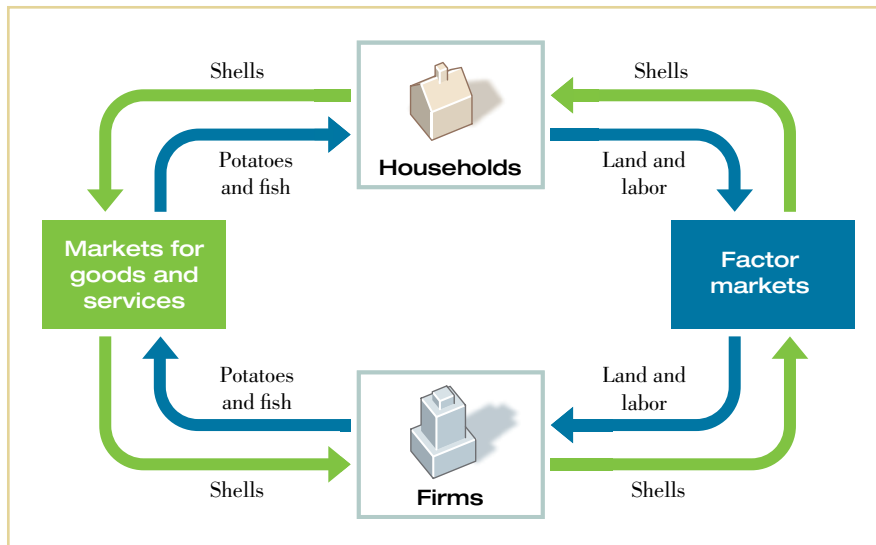 Shells
Shells
Potatoes
and fish
Households
Land and
labor
Markets for
goods and
services
Factor
markets
Potatoes
and fish
Land and
labor
Shells
Firms
Shells